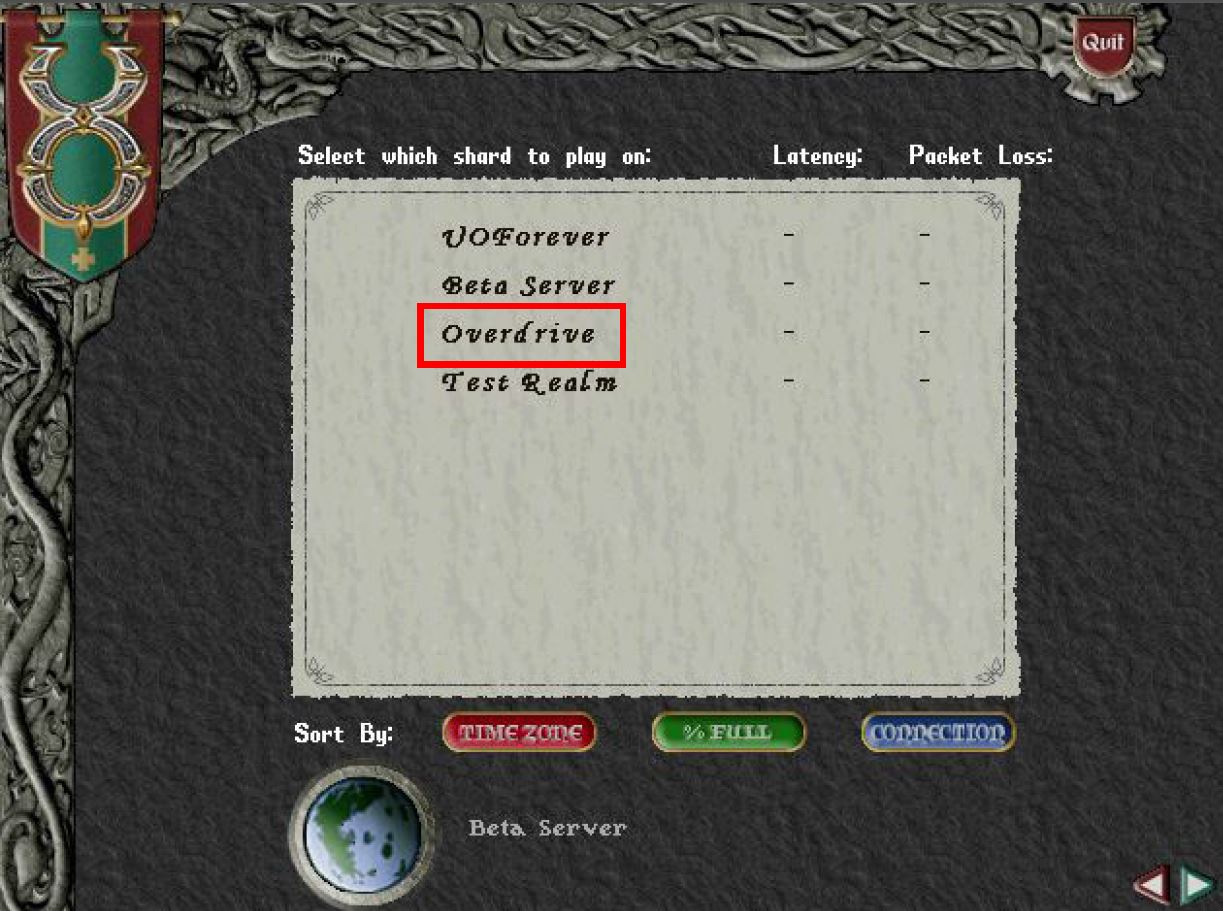 Quit
Select which shard to play on: Latency: Packet Loss:
UOForever - -
Beta Server - -
Overdrive - -
Test Realm - -
Sort By: TIME ZONE % FULL CONNECTION
Beta Server